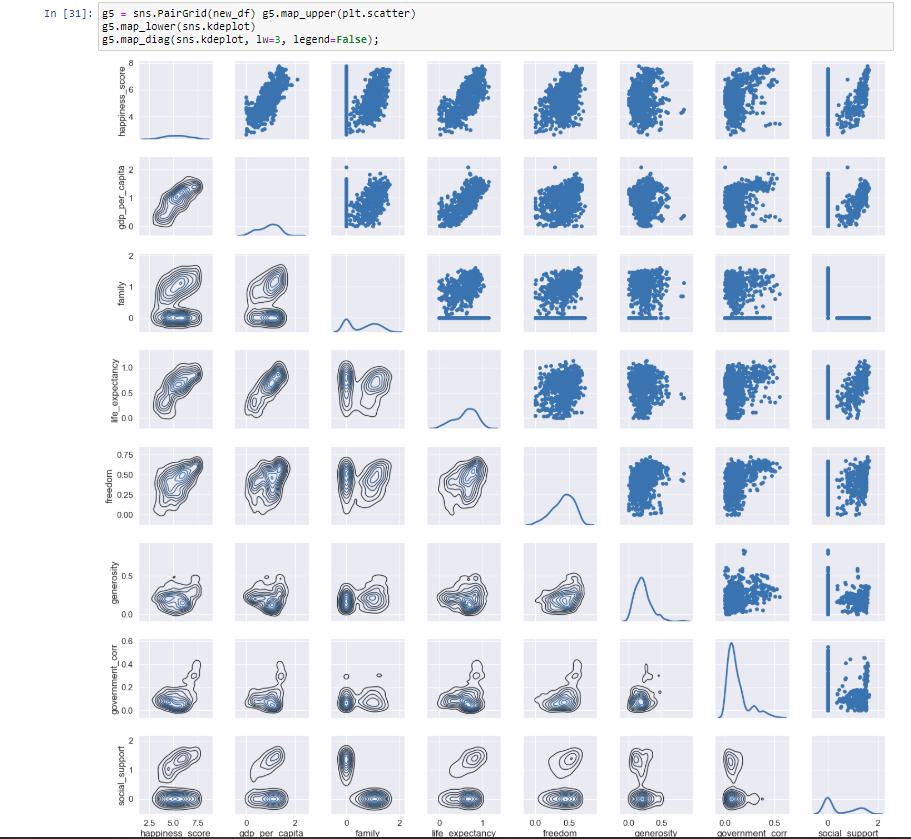 In [31]: g5 = sns.PairGrid(new_df) g5.map_upper(plt.scatter)
g5.map_lower(sns.kdeplot)
g5.map_diag(sns.kdeplot, lw=3, legend=False);
happiness_score
8
6
4
gdp_per_capita
2
1
0
family
2
1
0
life_expectancy
1.0
0.5
0.0
freedom
0.75
0.50
0.25
0.00
generosity
0.5
0.0
government_corr
0.6
0.4
0.2
0.0
social_support
2
1
0
2.5 5.0 7.5 0 2 0 2 0 1 0.0 0.5 0.0 0.5 0.0 0.5 0 2
happiness_score gdp_per_capita family life_expectancy freedom generosity government_corr social_support